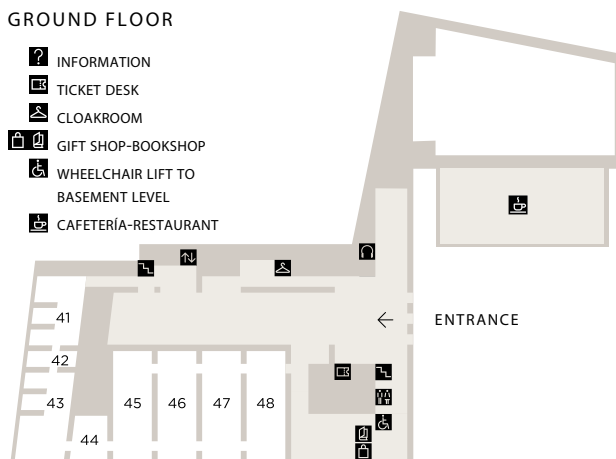 GROUND FLOOR
?
INFORMATION
TICKET DESK
CLOAKROOM
GIFT SHOP-BOOKSHOP
WHEELCHAIR LIFT TO
BASEMENT LEVEL
CAFETERÍA-RESTAURANT
ENTRANCE
41
42
43
44
45
46
47
48